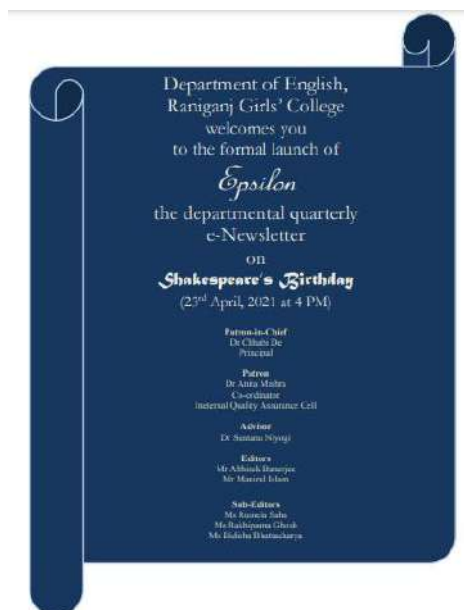 Department of English,
Raniganj Girls' College
welcomes you
to the formal launch of
Epsilon
the departmental quarterly
e-Newsletter
on
Shakespeare's Birthday
(23rd April, 2021 at 4 PM)
Patron-in-Chief
Dr Chhabi De
Principal
Patron
Dr Anita Mishra
Co-ordinator
Internal Quality Assurance Cell
Advisor
Dr Santanu Niyogi
Editors
Mr Abhisek Banerjee
Mr Manirul Islam
Sub-Editors
Ms Saha
Ms Ghosh
Ms Bidisha Bhattacharya